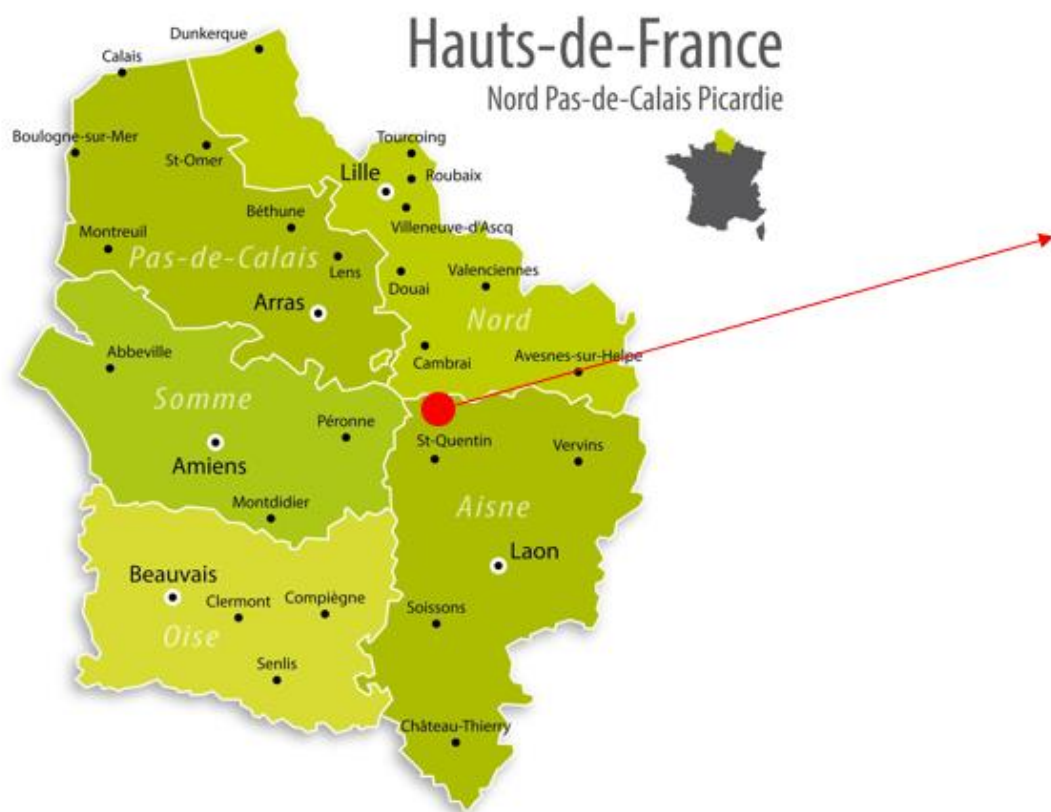 Hauts-de-France
Nord Pas-de-Calais Picardie
Dunkerque
Calais
Boulogne-sur-Mer
St-Omer
Tourcoing
Lille
Roubaix
Villeneuve-d'Ascq
Béthune
Montreuil
Pas-de-Calais
Lens
Douai
Valenciennes
Arras
Nord
Cambrai
Avesnes-sur-Helpe
Abbeville
Somme
Péronne
St-Quentin
Vervins
Amiens
Montdidier
Aisne
Laon
Beauvais
Clermont
Compiègne
Soissons
Oise
Senlis
Château-Thierry